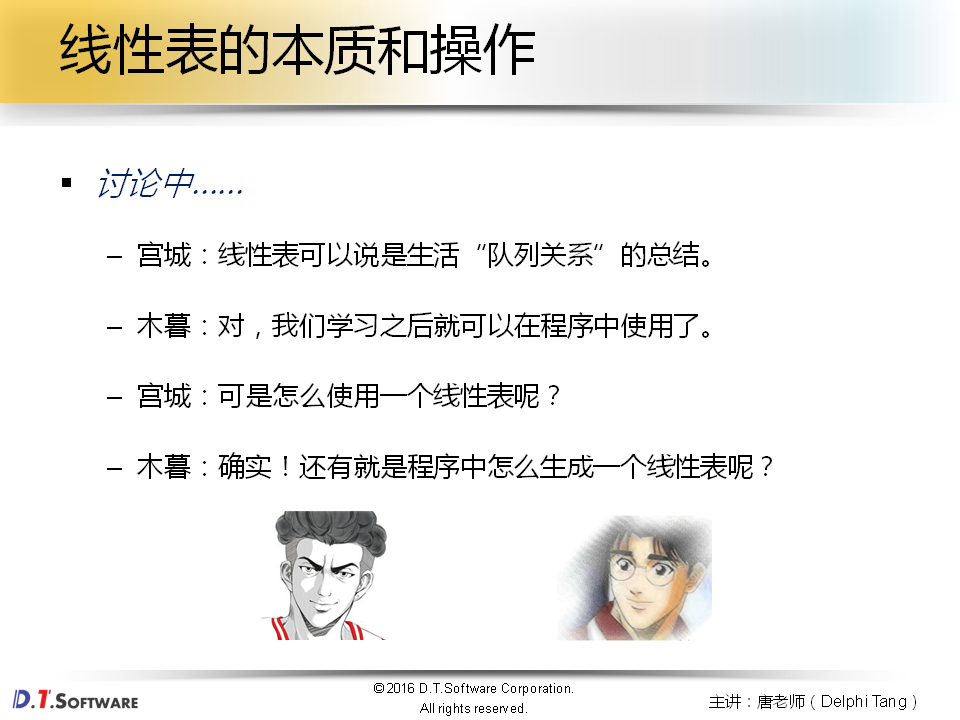 线性表的本质和操作
▪ 讨论中......
– 宫城：线性表可以说是生活“队列关系”的总结。
– 木暮：对，我们学习之后就可以在程序中使用了。
– 宫城：可是怎么使用一个线性表呢？
– 木暮：确实！还有就是程序中怎么生成一个线性表呢？
D.T.SOFTWARE
©2016 D.T.Software Corporation.
All rights reserved.
主讲：唐老师（Delphi Tang）